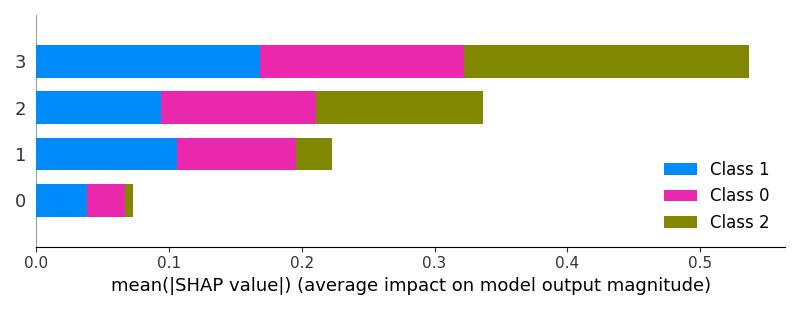 3
2
1
0
Class 1
Class 0
Class 2
0.0 0.1 0.2 0.3 0.4 0.5
mean(|SHAP value|) (average impact on model output magnitude)